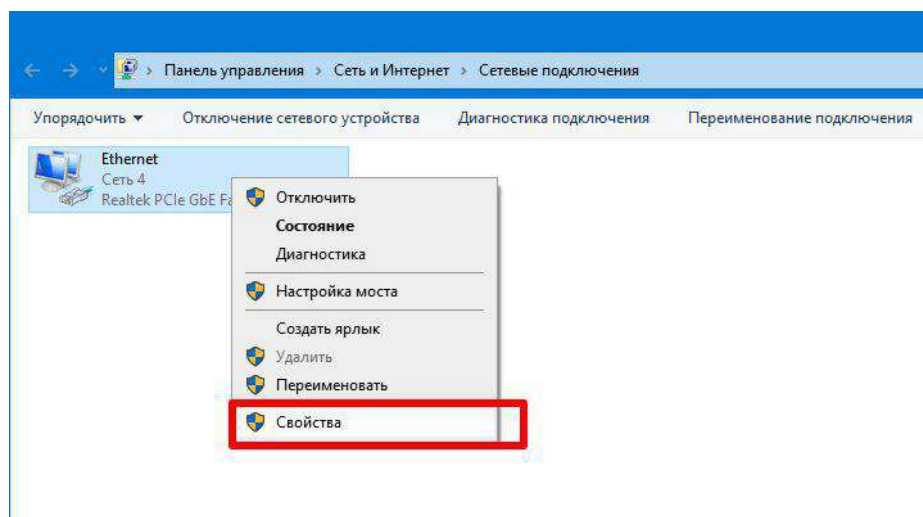 Панель управления › Сеть и Интернет › Сетевые подключения
Упорядочить ▼ Отключение сетевого устройства Диагностика подключения Переименование подключения
Ethernet
Сеть 4
Realtek PCIe GbE
Отключить
Состояние
Диагностика
Настройка моста
Создать ярлык
Удалить
Переименовать
Свойства